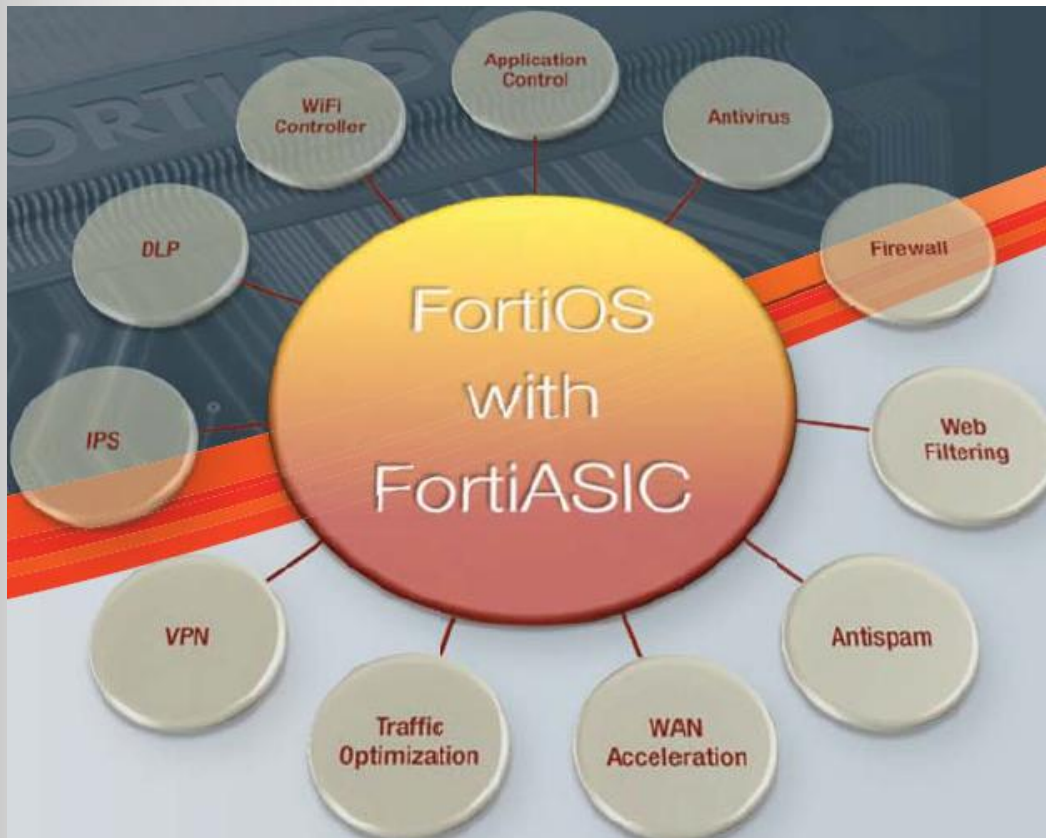 ORTIASI
Application
Control
WiFi
Controller
Antivirus
DLP
Firewall
FortiOS
with
FortiASIC
IPS
Web
Filtering
VPN
Antispam
Traffic
Optimization
WAN
Acceleration